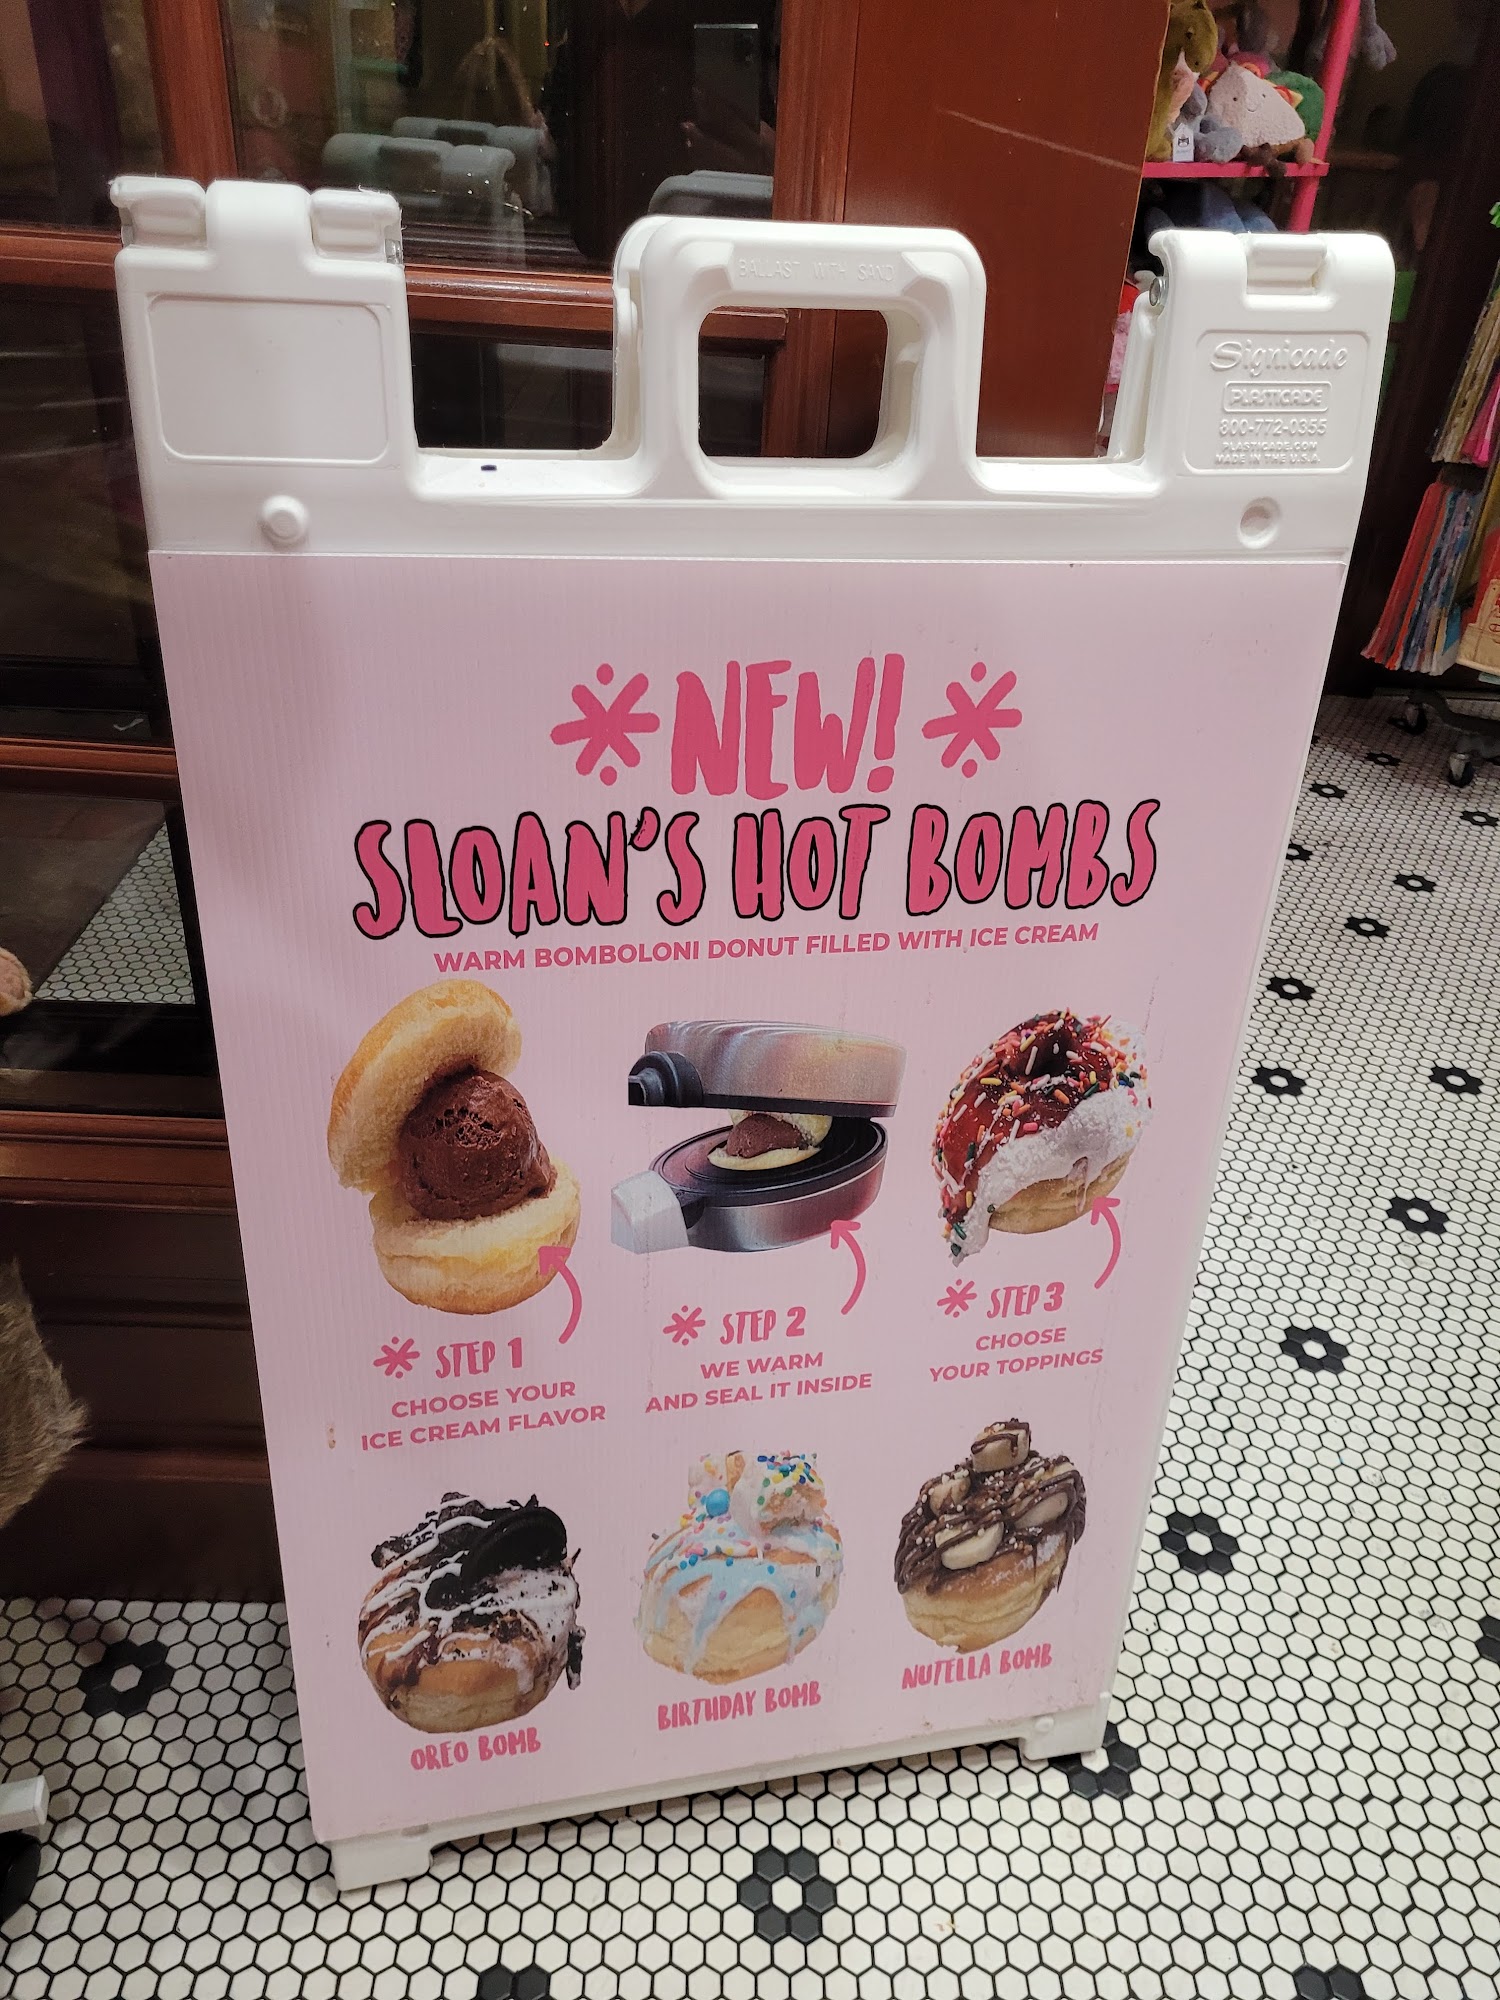 BALLAST WITH SAND
Signicade
PLASTICADE
800-772-0355
PLASTICADE.COM
MADE IN THE U.S.A.
NEW!
SLOAN'S HOT BOMBS
WARM BOMBOLONI DONUT FILLED WITH ICE CREAM
STEP 1
CHOOSE YOUR
ICE CREAM FLAVOR
STEP 2
WE WARM
AND SEAL IT INSIDE
STEP 3
CHOOSE
YOUR TOPPINGS
OREO BOMB
BIRTHDAY BOMB
NUTELLA BOMB